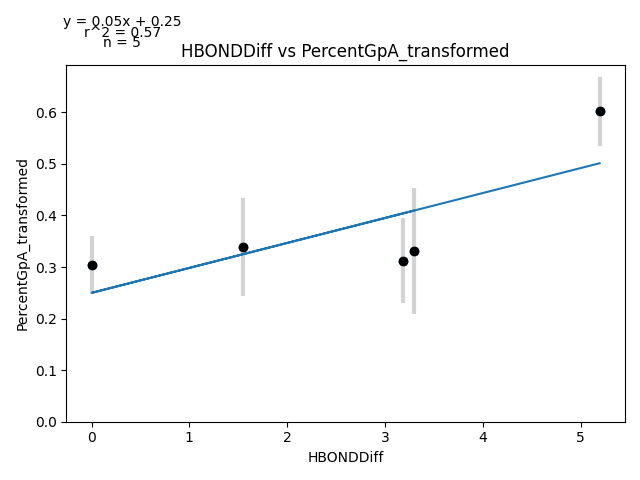 y = 0.05x + 0.25
r^2 = 0.57
n = 5
HBONDDiff vs PercentGpA_transformed
PercentGpA_transformed
0.6
0.5
0.4
0.3
0.2
0.1
0.0
0 1 2 3 4 5
HBONDDiff